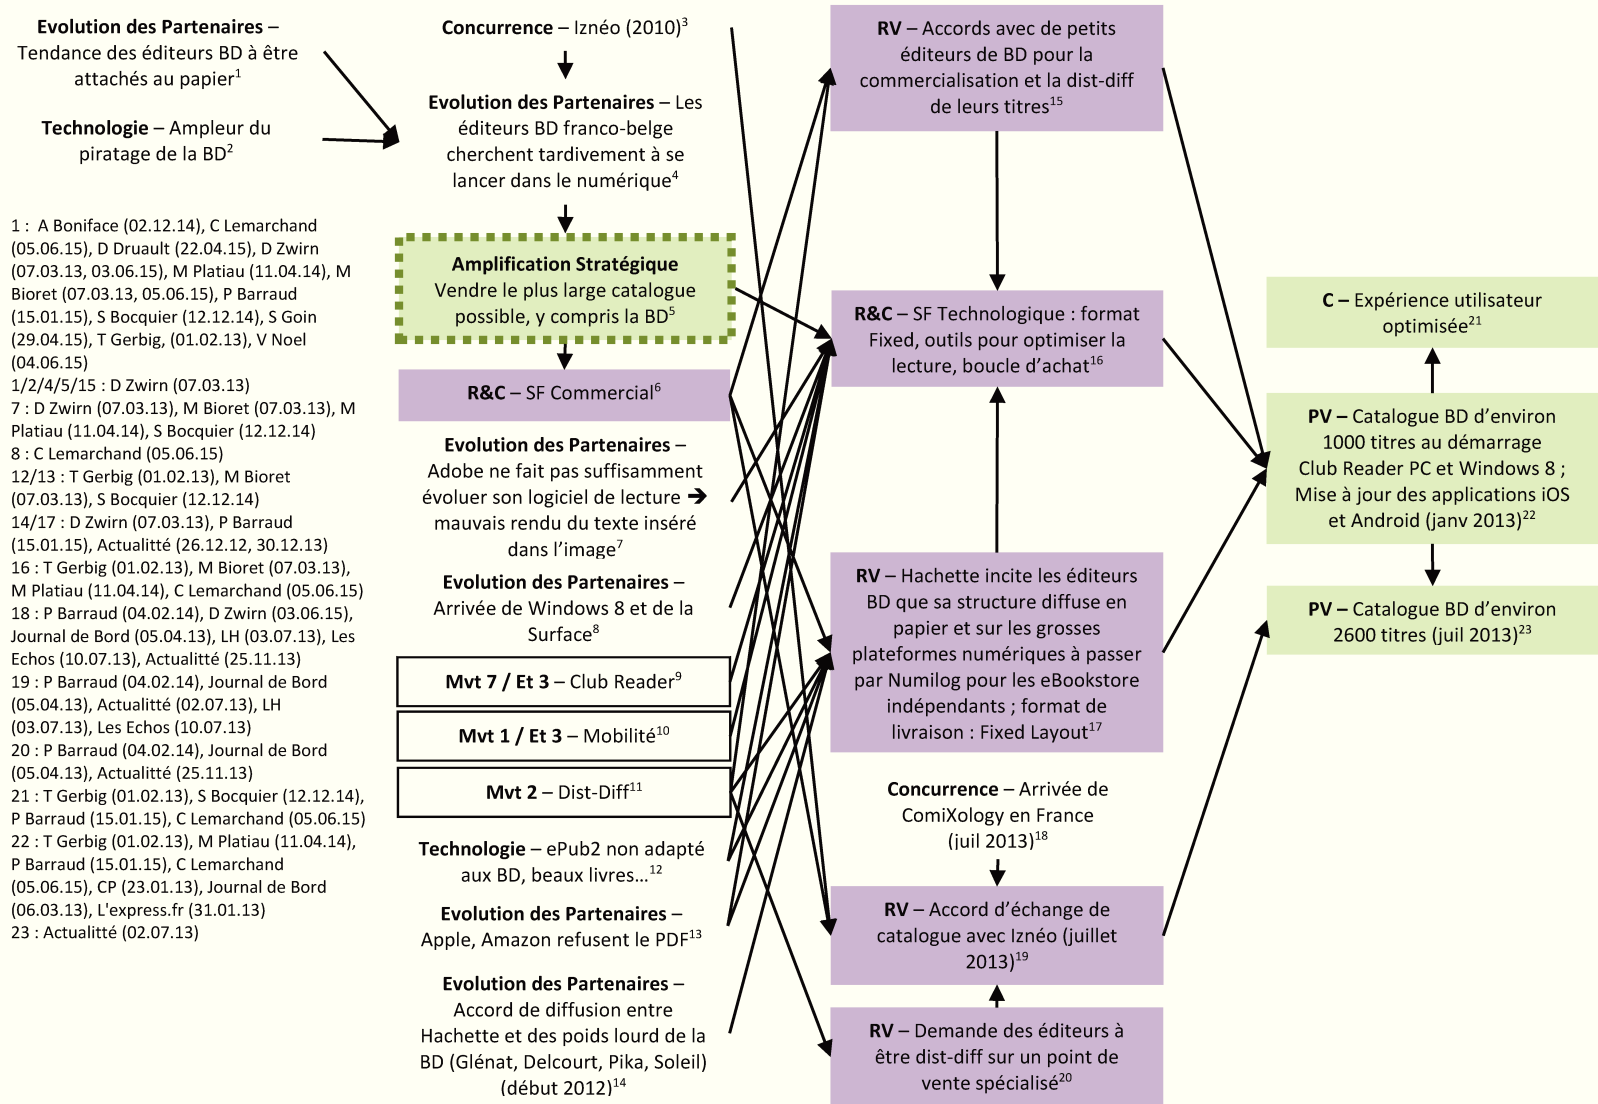 Evolution des Partenaires –
Tendance des éditeurs BD à être
attachés au papier1
Technologie – Ampleur du
piratage de la BD2
1 : A Boniface (02.12.14), C Lemarchand
(05.06.15), D Druault (22.04.15), D Zwirn
(07.03.13, 03.06.15), M Platiau (11.04.14), M
Bioret (07.03.13, 05.06.15), P Barraud
(15.01.15), S Bocquier (12.12.14), S Goin
(29.04.15), T Gerbig, (01.02.13), V Noel
(04.06.15)
1/2/4/5/15 : D Zwirn (07.03.13)
7 : D Zwirn (07.03.13), M Bioret (07.03.13), M
Platiau (11.04.14), S Bocquier (12.12.14)
8 : C Lemarchand (05.06.15)
12/13 : T Gerbig (01.02.13), M Bioret
(07.03.13), S Bocquier (12.12.14)
14/17 : D Zwirn (07.03.13), P Barraud
(15.01.15), Actualitté (26.12.12, 30.12.13)
16 : T Gerbig (01.02.13), M Bioret (07.03.13),
M Platiau (11.04.14), C Lemarchand (05.06.15)
18 : P Barraud (04.02.14), D Zwirn (03.06.15),
Journal de Bord (05.04.13), LH (03.07.13), Les
Echos (10.07.13), Actualitté (25.11.13)
19 : P Barraud (04.02.14), Journal de Bord
(05.04.13), Actualitté (02.07.13), LH
(03.07.13), Les Echos (10.07.13)
20 : P Barraud (04.02.14), Journal de Bord
(05.04.13), Actualitté (25.11.13)
21 : T Gerbig (01.02.13), S Bocquier (12.12.14),
P Barraud (15.01.15), C Lemarchand (05.06.15)
22 : T Gerbig (01.02.13), M Platiau (11.04.14),
P Barraud (15.01.15), C Lemarchand
(05.06.15), CP (23.01.13), Journal de Bord
(06.03.13), L'express.fr (31.01.13)
23 : Actualitté (02.07.13)
Concurrence – Iznéo (2010)3
Evolution des Partenaires – Les
éditeurs BD franco-belge
cherchent tardivement à se
lancer dans le numérique4
Amplification Stratégique
Vendre le plus large catalogue
possible, y compris la BD5
R&C – SF Commercial6
Evolution des Partenaires –
Adobe ne fait pas suffisamment
évoluer son logiciel de lecture ➔
mauvais rendu du texte inséré
dans l'image7
Evolution des Partenaires –
Arrivée de Windows 8 et de la
Surface8
Mvt 7 / Et 3 – Club Reader9
Mvt 1 / Et 3 – Mobilité10
Mvt 2 – Dist-Diff11
Technologie – ePub2 non adapté
aux BD, beaux livres…12
Evolution des Partenaires –
Apple, Amazon refusent le PDF13
Evolution des Partenaires –
Accord de diffusion entre
Hachette et des poids lourd de la
BD (Glénat, Delcourt, Pika, Soleil)
(début 2012)14
RV – Accords avec de petits
éditeurs de BD pour la
commercialisation et la dist-diff
de leurs titres15
R&C – SF Technologique : format
Fixed, outils pour optimiser la
lecture, boucle d'achat16
RV – Hachette incite les éditeurs
BD que sa structure diffuse en
papier et sur les grosses
plateformes numériques à passer
par Numilog pour les eBookstore
indépendants ; format de
livraison : Fixed Layout17
Concurrence – Arrivée de
ComiXology en France
(juil 2013)18
RV – Accord d'échange de
catalogue avec Iznéo (juillet
2013)19
RV – Demande des éditeurs à
être dist-diff sur un point de
vente spécialisé20
C – Expérience utilisateur
optimisée21
PV – Catalogue BD d'environ
1000 titres au démarrage
Club Reader PC et Windows 8 ;
Mise à jour des applications iOS
et Android (janv 2013)22
PV – Catalogue BD d'environ
2600 titres (juil 2013)23